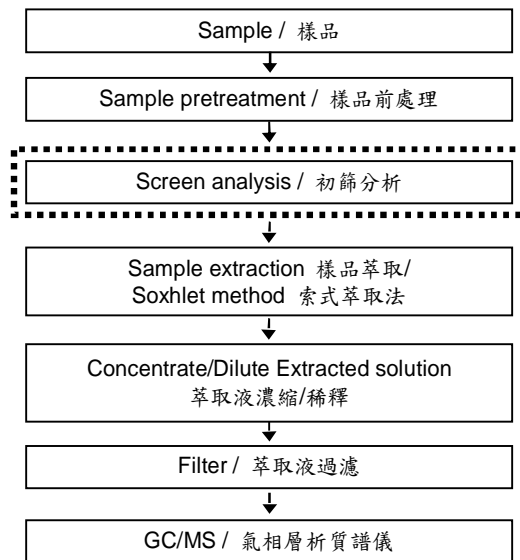 Sample / 樣品
Sample pretreatment / 樣品前處理
Screen analysis / 初篩分析
Sample extraction 樣品萃取/
Soxhlet method 索式萃取法
Concentrate/Dilute Extracted solution
萃取液濃縮/稀釋
Filter / 萃取液過濾
GC/MS / 氣相層析質譜儀